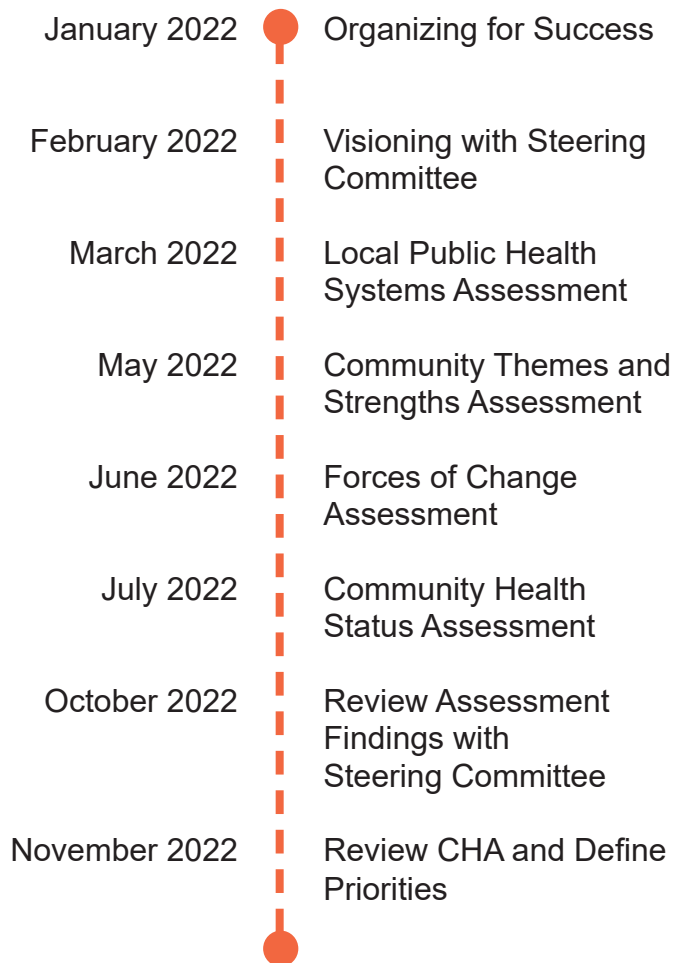 January 2022 Organizing for Success
February 2022 Visioning with Steering
Committee
March 2022 Local Public Health
Systems Assessment
May 2022 Community Themes and
Strengths Assessment
June 2022 Forces of Change
Assessment
July 2022 Community Health
Status Assessment
October 2022 Review Assessment
Findings with
Steering Committee
November 2022 Review CHA and Define
Priorities